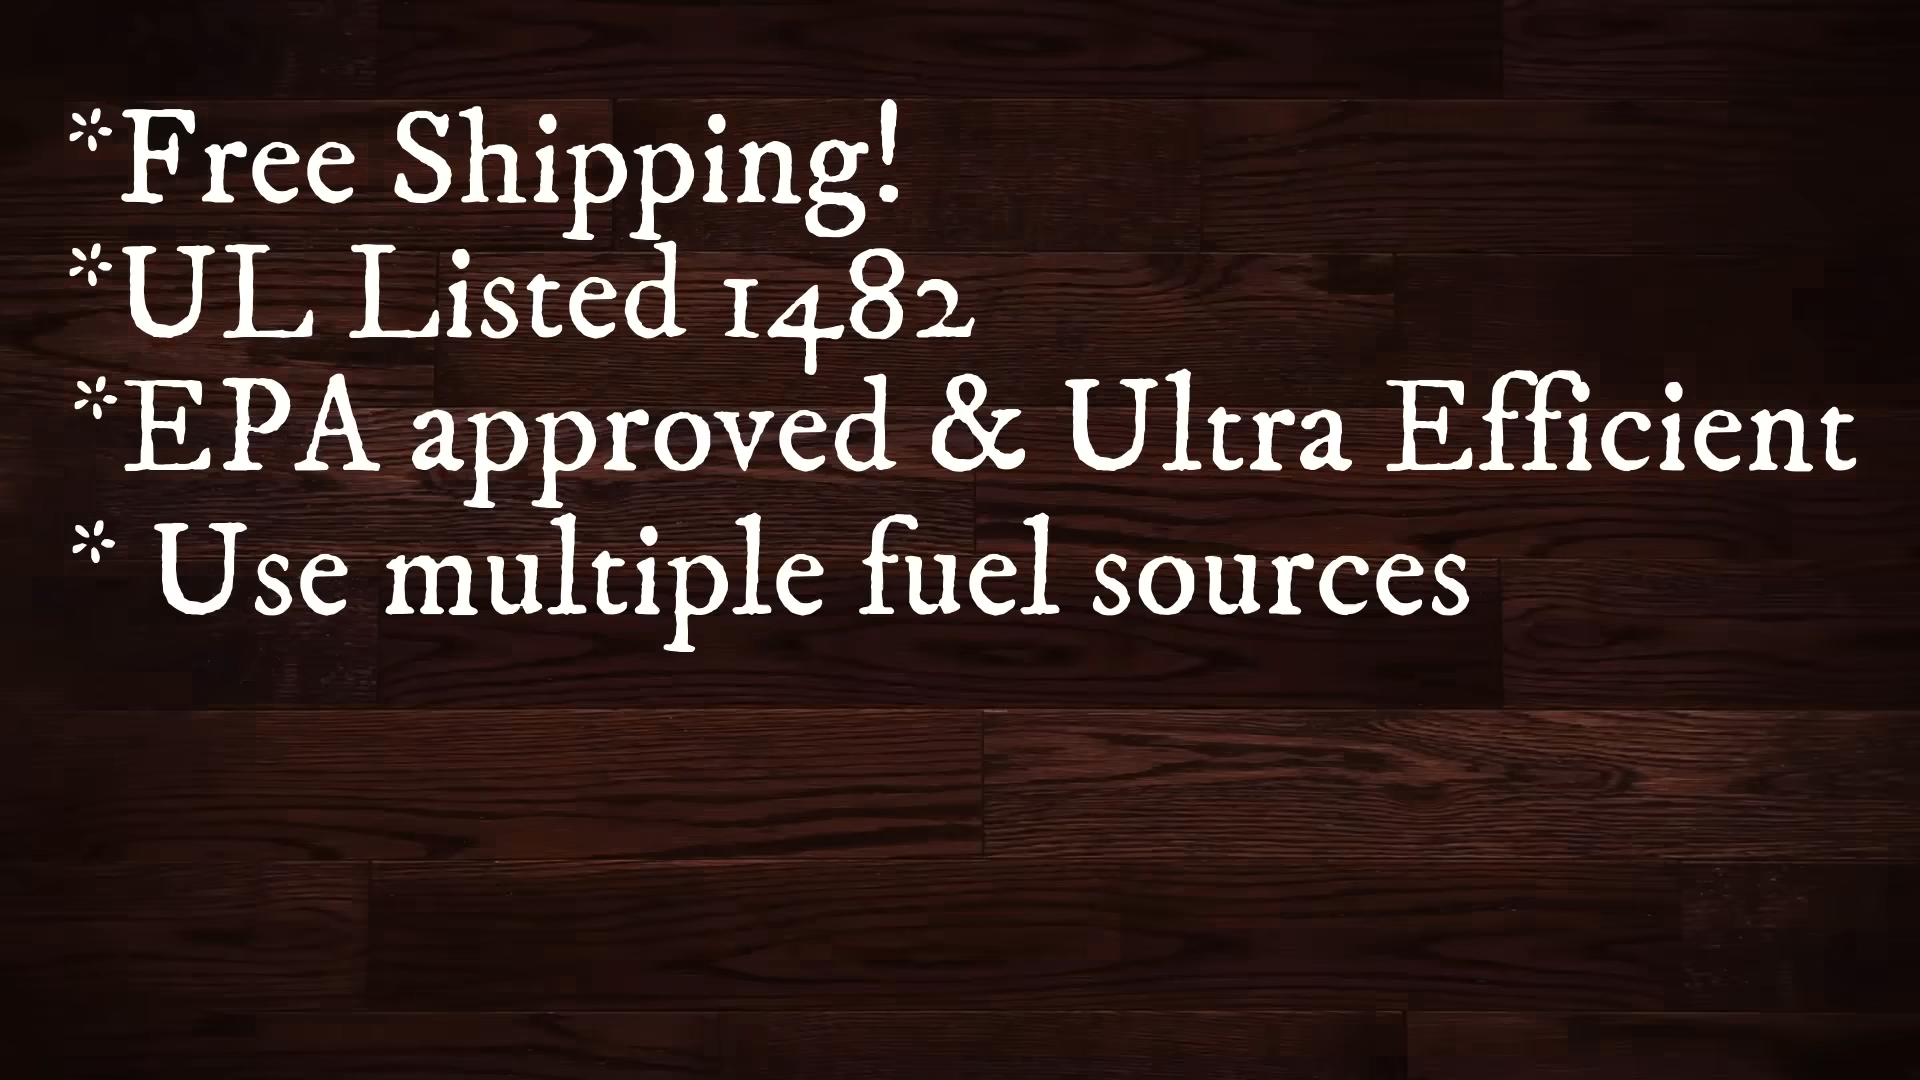 *Free Shipping!
*UL Listed 1482
*EPA approved & Ultra Efficient
* Use multiple fuel sources